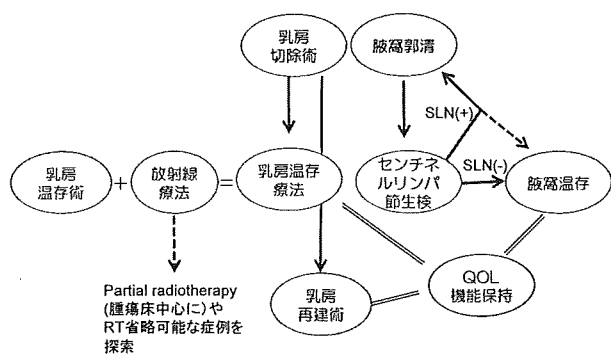 乳房
切除術
腋窩郭清
SLN(+)
乳房
温存術
+
放射線
療法
=
乳房温存
療法
センチネ
ルリンパ
節生検
SLN(-)
腋窩温存
Partial radiotherapy
(腫瘍床中心に)や
RT省略可能な症例を
探索
乳房
再建術
QOL
機能保持